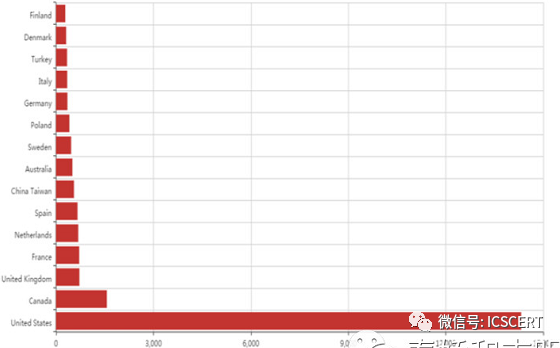 Finland
Denmark
Turkey
Italy
Germany
Poland
Sweden
Australia
China Taiwan
Spain
Netherlands
France
United Kingdom
Canada
United States
微信号: ICSCERT
0 3,000 6,000